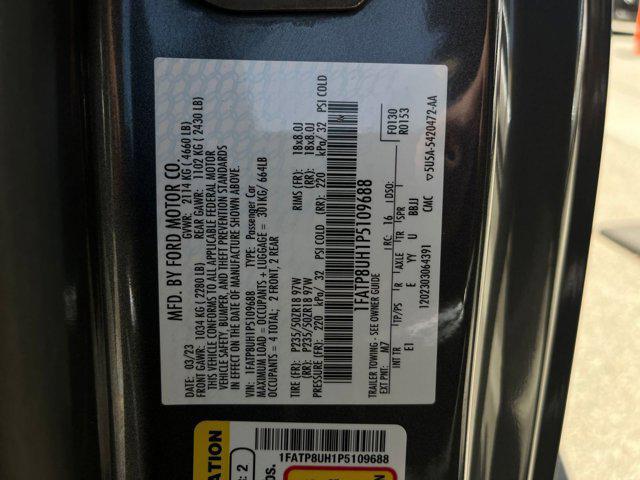 MFD. BY FORD MOTOR CO.
DATE: 03/23 GVWR: 2114 KG ( 4660 LB)
FRONT GAWR: 1034 KG ( 2280 LB) REAR GAWR: 1102 KG ( 2430 LB)
THIS VEHICLE CONFORMS TO ALL APPLICABLE FEDERAL MOTOR
VEHICLE SAFETY, BUMPER, AND THEFT PREVENTION STANDARDS
IN EFFECT ON THE DATE OF MANUFACTURE SHOWN ABOVE.
VIN: 1FATP8UH1P5109688 TYPE: Passenger Car
MAXIMUM LOAD = OCCUPANTS + LUGGAGE = 301KG/ 664LB
OCCUPANTS = 4 TOTAL; 2 FRONT, 2 REAR
TIRE (FR): P235/50ZR18 97W RIMS (FR): 18x8.0J
(RR): P235/50ZR18 97W (RR): 18x8.0J
PRESSURE (FR): 220 kPa/ 32 PSI COLD (RR): 220 kPa/ 32 PSI COLD
1FATP8UH1P5109688
TRAILER TOWING - SEE OWNER GUIDE
F0130
EXT PNT: M7 RC: 16 DSO: R0153
INT TR TP/PS R AXLE TR SPR
EI E YY U BBJJ
CMC 5U5A-5420472-AA
1202303064391
1FATP8UH1P5109688